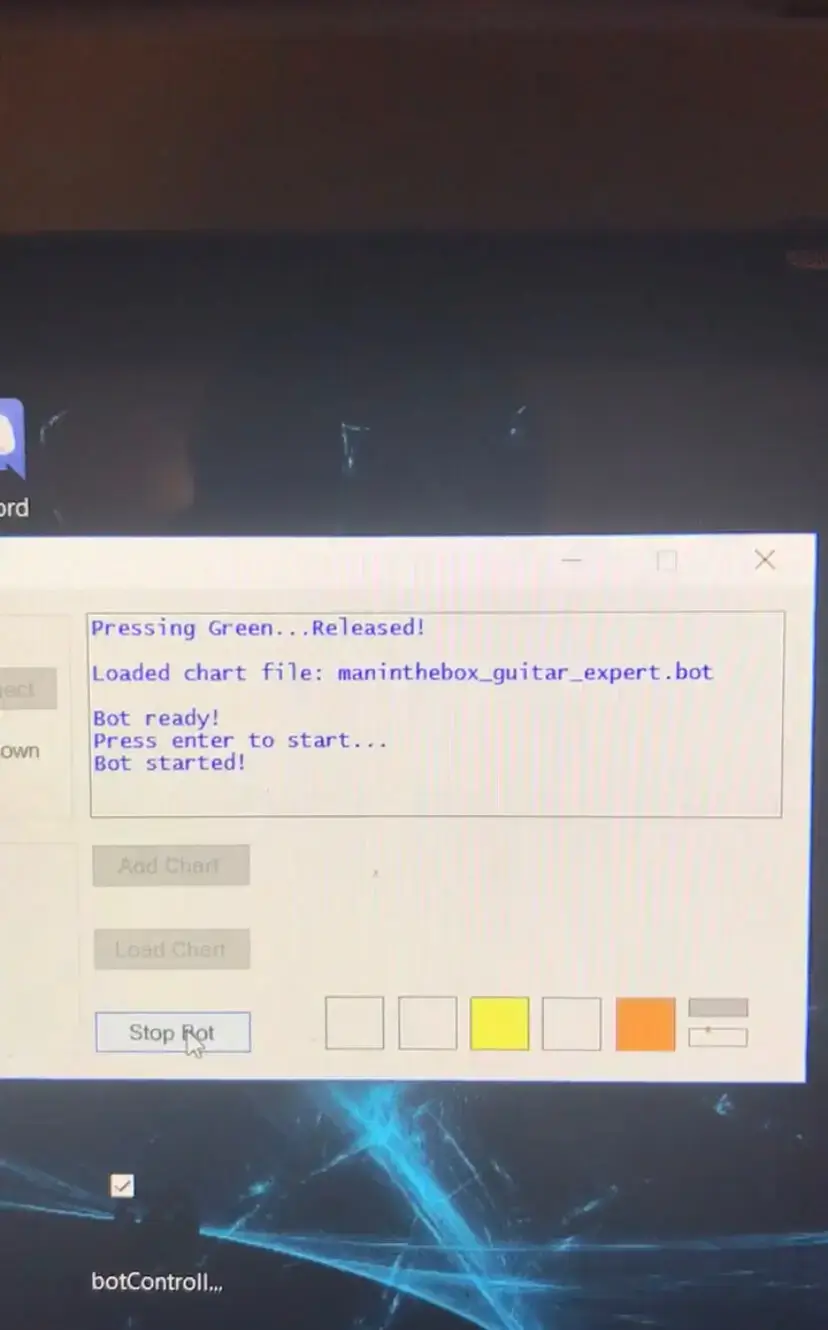 ord
Pressing Green...Released!
Loaded chart file: maninthebox_guitar_expert.bot
Bot ready!
Press enter to start...
Bot started!
ect
own
Add Chart
Load Chart
Stop Bot
botControll...